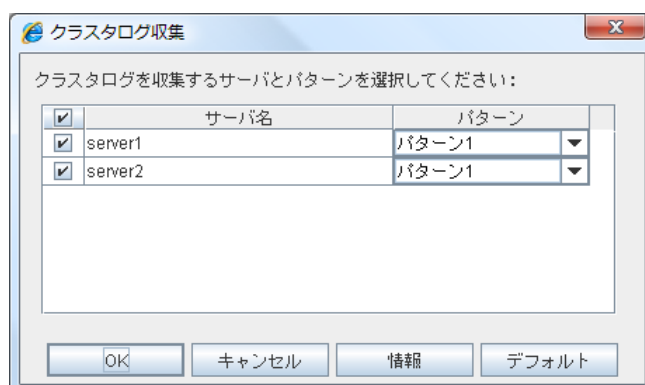 クラスタログ収集
クラスタログを収集するサーバとパターンを選択してください:
サーバ名 パターン
server1 パターン1
server2 パターン1
OK キャンセル 情報 デフォルト